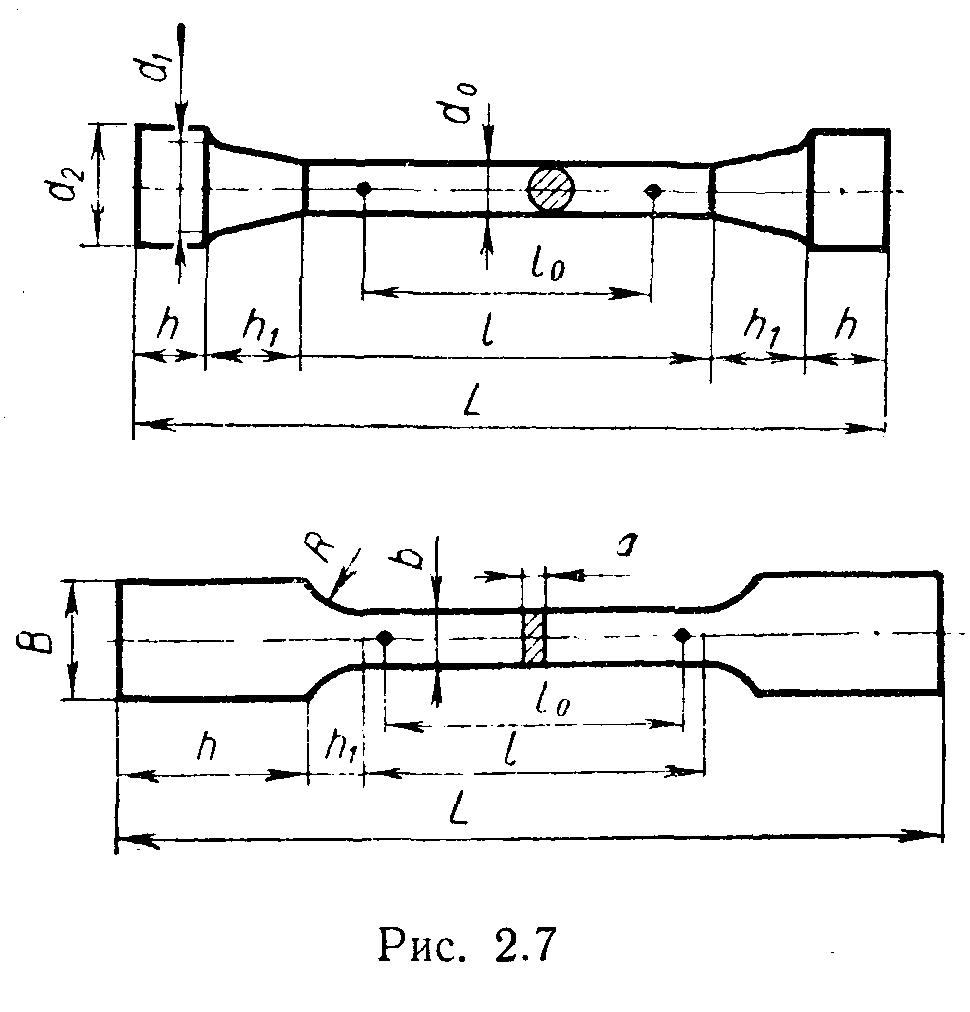 d₁
d₀
d₂
l₀
h h₁ l h₁ h
L
R b a
B
l₀
h h₁ l
L
Рис. 2.7